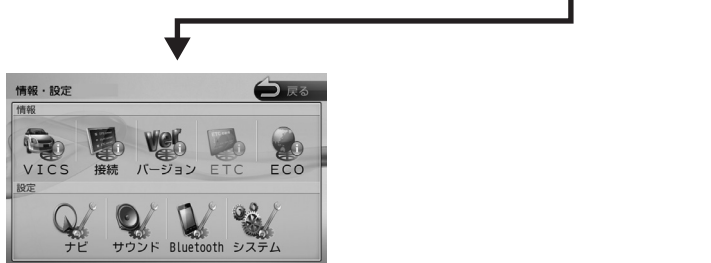 情報・設定 戻る
情報
Ver
VICS 接続 バージョン ETC ECO
設定
ナビ サウンド Bluetooth システム